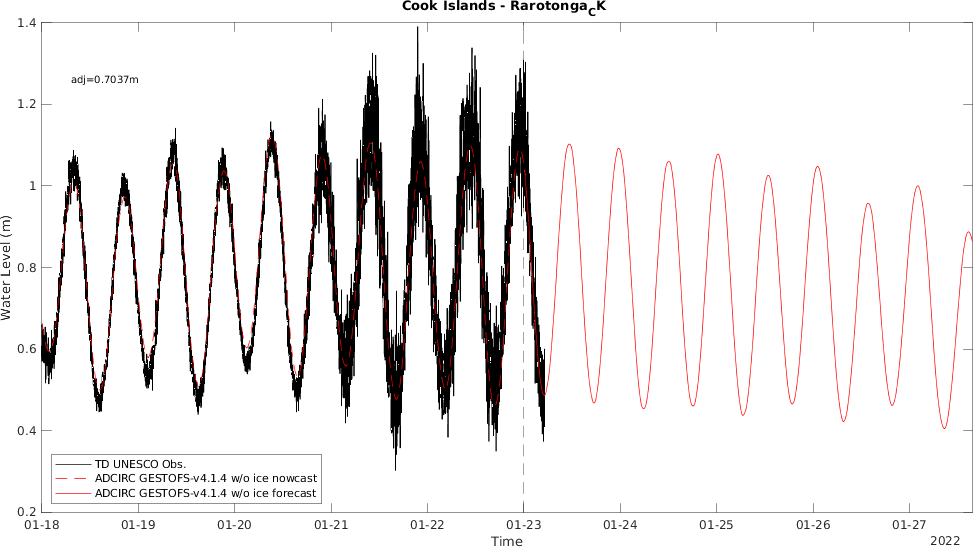 Cook Islands - Rarotonga_CK
adj=0.7037m
Water Level (m)
1.4
1.2
1
0.8
0.6
0.4
0.2
TD UNESCO Obs.
ADCIRC GESTOFS-v4.1.4 w/o ice nowcast
ADCIRC GESTOFS-v4.1.4 w/o ice forecast
01-18 01-19 01-20 01-21 01-22 01-23 01-24 01-25 01-26 01-27
Time
2022